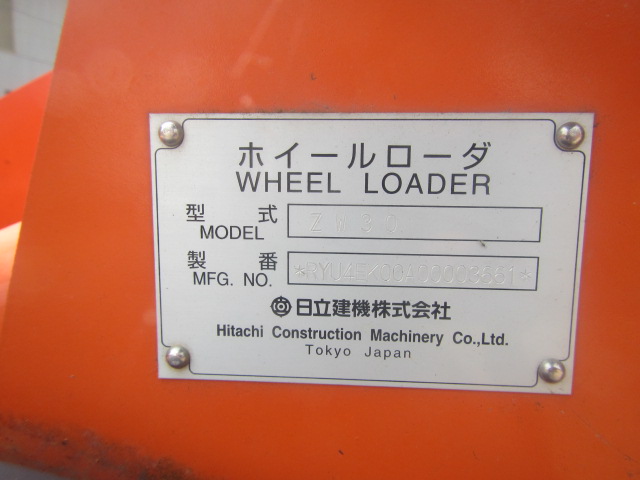 ホイールローダ
WHEEL LOADER
型式 ZW30
MODEL
製番 *RYU4EK00A00003661*
MFG. NO.
日立建機株式会社
Hitachi Construction Machinery Co.,Ltd.
Tokyo Japan